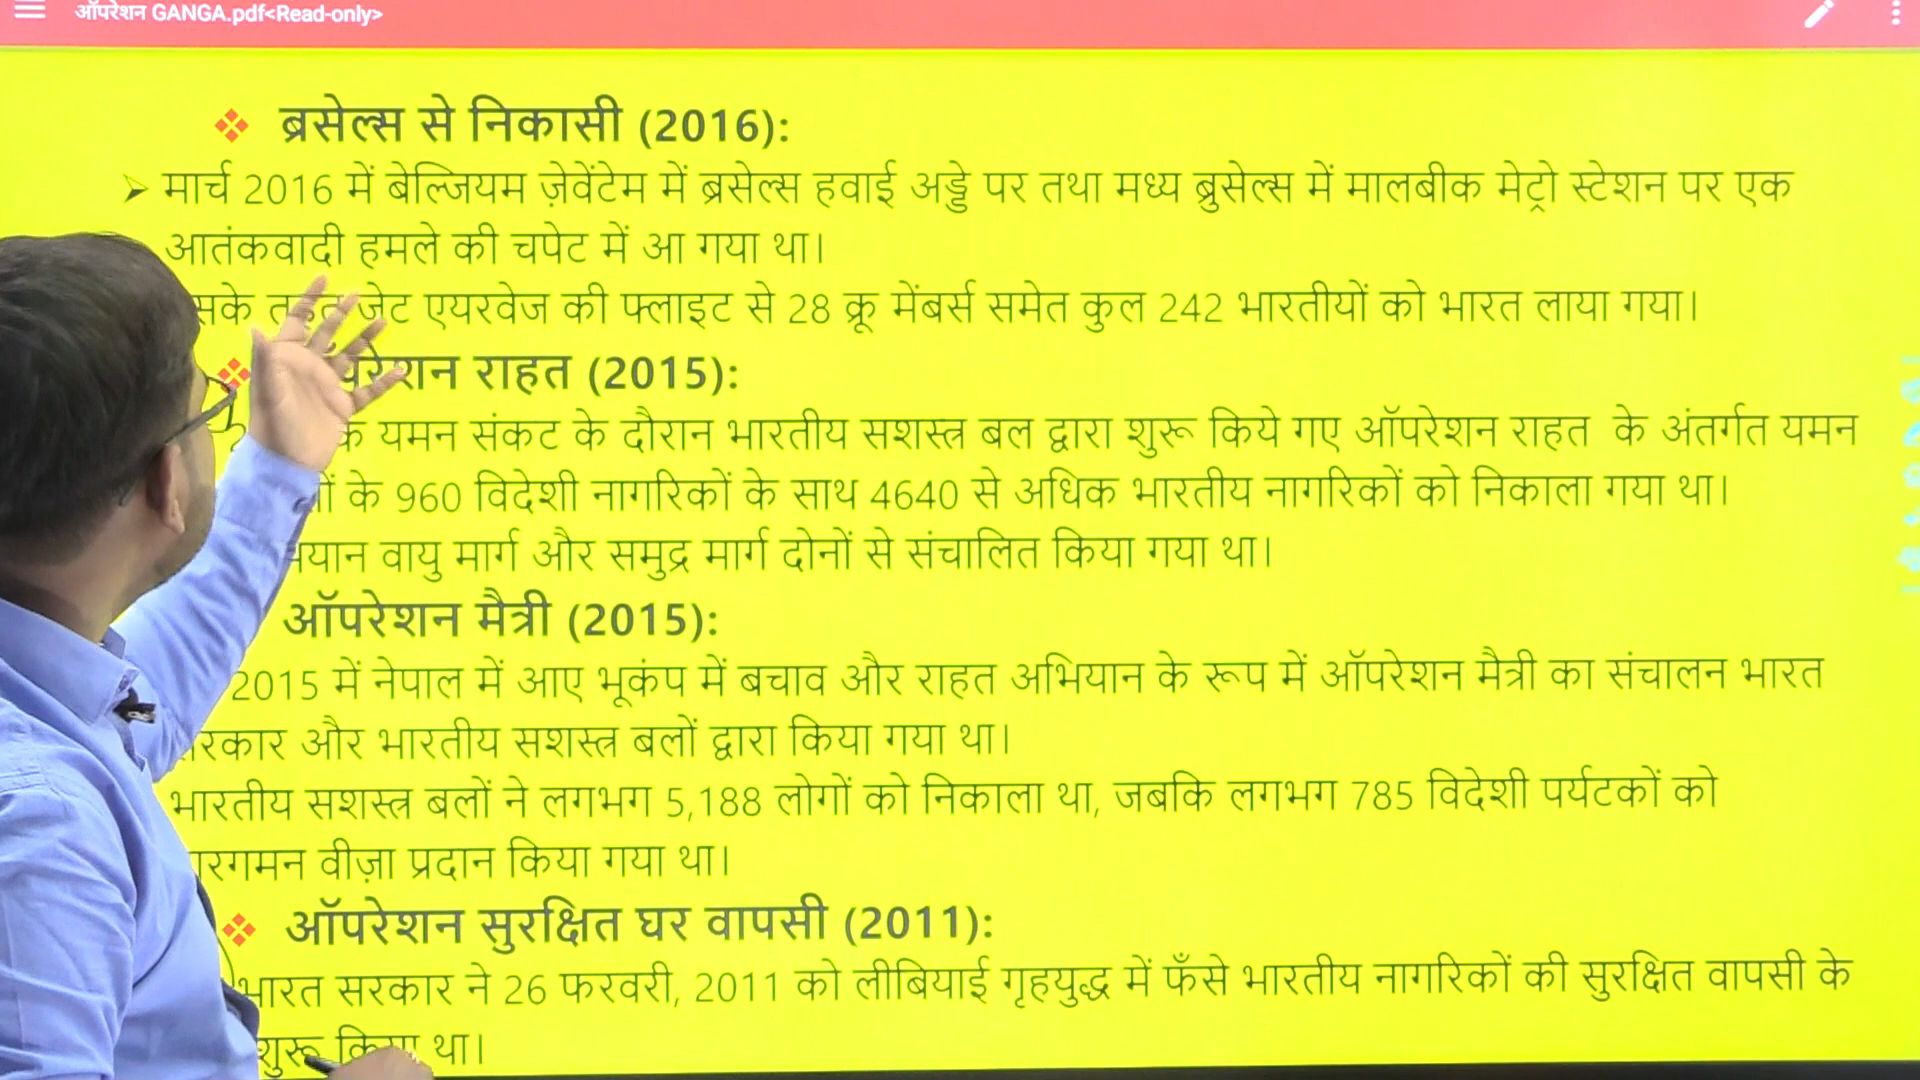 ऑपरेशन GANGA.pdf<Read-only>
ब्रसेल्स से निकासी (2016):
मार्च 2016 में बेल्जियम ज़ेवेंटेम में ब्रसेल्स हवाई अड्डे पर तथा मध्य ब्रुसेल्स में मालबीक मेट्रो स्टेशन पर एक
आतंकवादी हमले की चपेट में आ गया था।
जेट एयरवेज की फ्लाइट से 28 क्रू मेंबर्स समेत कुल 242 भारतीयों को भारत लाया गया।
राहत (2015):
के यमन संकट के दौरान भारतीय सशस्त्र बल द्वारा शुरू किये गए ऑपरेशन राहत के अंतर्गत यमन
के 960 विदेशी नागरिकों के साथ 4640 से अधिक भारतीय नागरिकों को निकाला गया था।
वायु मार्ग और समुद्र मार्ग दोनों से संचालित किया गया था।
ऑपरेशन मैत्री (2015):
2015 में नेपाल में आए भूकंप में बचाव और राहत अभियान के रूप में ऑपरेशन मैत्री का संचालन भारत
और भारतीय सशस्त्र बलों द्वारा किया गया था।
भारतीय सशस्त्र बलों ने लगभग 5,188 लोगों को निकाला था, जबकि लगभग 785 विदेशी पर्यटकों को
वीज़ा प्रदान किया गया था।
ऑपरेशन सुरक्षित घर वापसी (2011):
भारत सरकार ने 26 फरवरी, 2011 को लीबियाई गृहयुद्ध में फँसे भारतीय नागरिकों की सुरक्षित वापसी के
शुरू किया था।